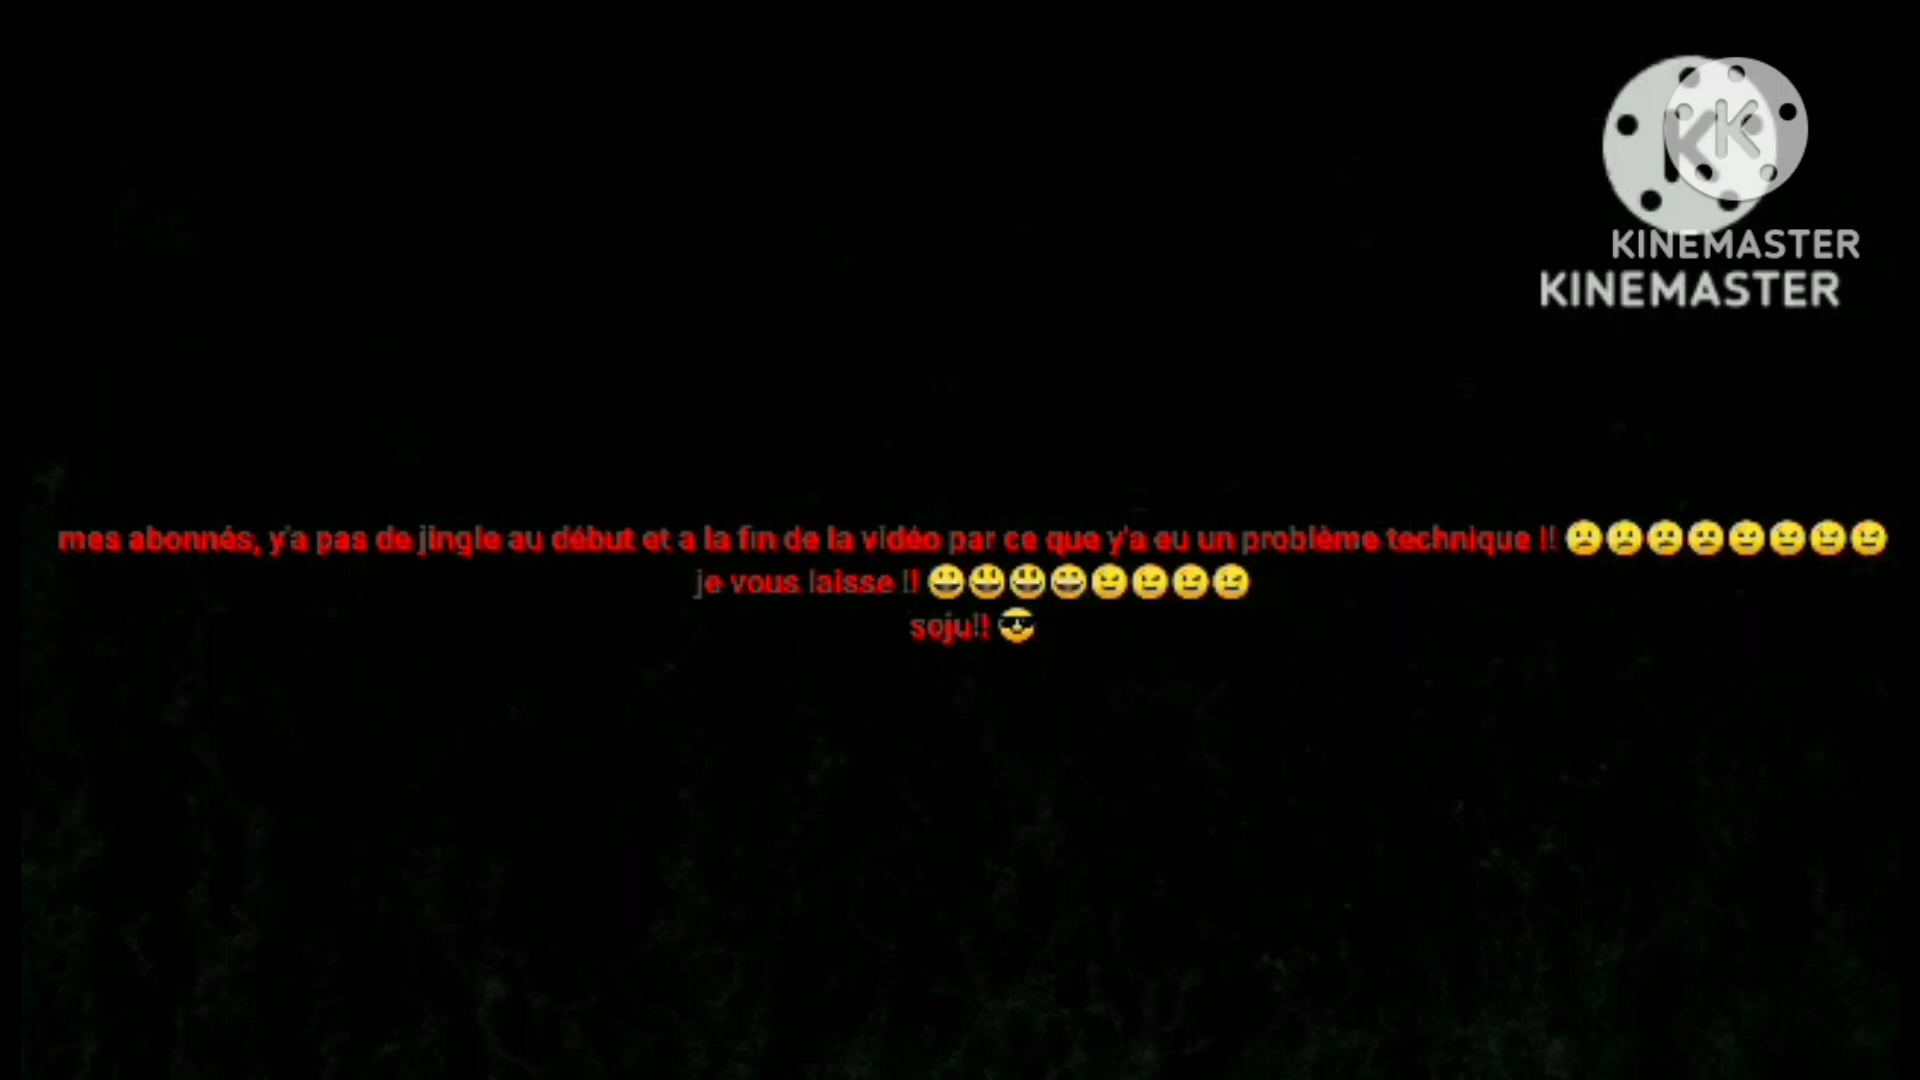 K
K
KINEMASTER
KINEMASTER
mes abonnés, y'a pas de jingle au début et a la fin de la vidéo par ce que y'a eu un problème technique !! 🙁🙁🙁🙁😉😉😉😉
je vous laisse !! 😃😃😃😃😉😉😉😉
soju!! 😎